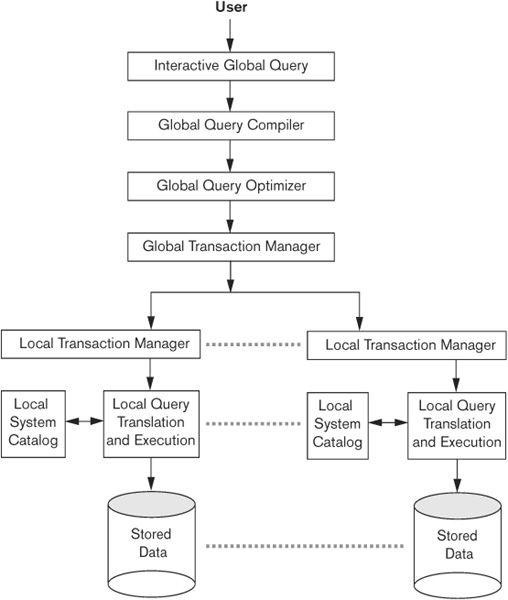 User
Interactive Global Query
Global Query Compiler
Global Query Optimizer
Global Transaction Manager
Local Transaction Manager
Local Transaction Manager
Local
System
Catalog
Local Query
Translation
and Execution
Local
System
Catalog
Local Query
Translation
and Execution
Stored
Data
Stored
Data